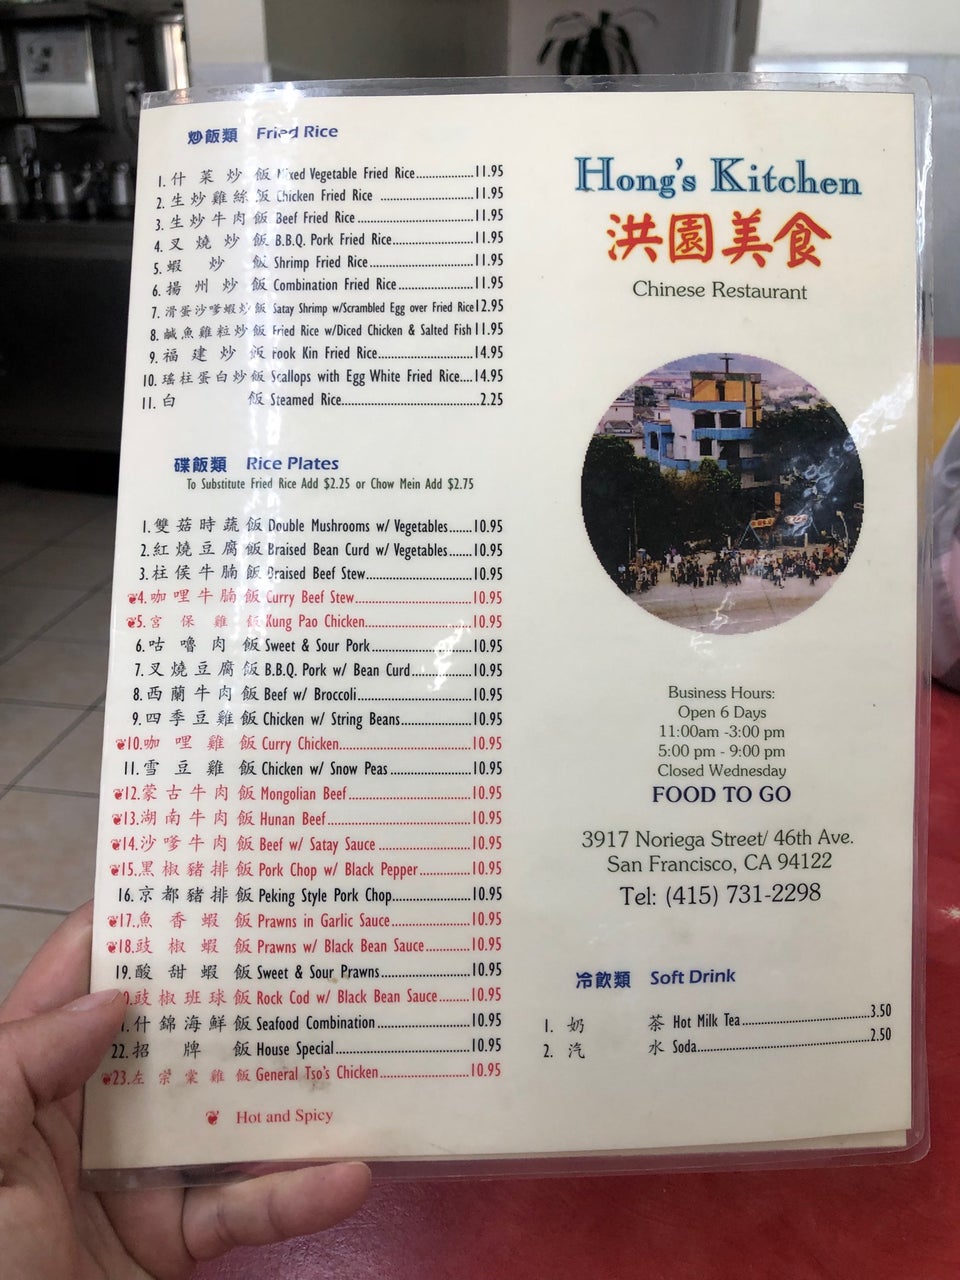 炒飯類 Fried Rice
1. 什菜炒飯 Mixed Vegetable Fried Rice 11.95
2. 生炒雞絲飯 Chicken Fried Rice 11.95
3. 生炒牛肉飯 Beef Fried Rice 11.95
4. 叉燒炒飯 B.B.Q. Pork Fried Rice 11.95
5. 蝦炒飯 Shrimp Fried Rice 11.95
6. 揚州炒飯 Combination Fried Rice 11.95
7. 滑蛋沙爹蝦炒飯 Satay Shrimp w/Scrambled Egg over Fried Rice 12.95
8. 鹹魚雞粒炒飯 Fried Rice w/Diced Chicken & Salted Fish 11.95
9. 福建炒飯 Fook Kin Fried Rice 14.95
10. 瑤柱蛋白炒飯 Scallops with Egg White Fried Rice 14.95
11. 白飯 Steamed Rice 2.25
碟飯類 Rice Plates
To Substitute Fried Rice Add $2.25 or Chow Mein Add $2.75
1. 雙菇時蔬飯 Double Mushrooms w/ Vegetables 10.95
2. 紅燒豆腐飯 Braised Bean Curd w/ Vegetables 10.95
3. 柱侯牛腩飯 Braised Beef Stew 10.95
4. 咖哩牛腩飯 Curry Beef Stew 10.95
5. 宮保雞飯 Kung Pao Chicken 10.95
6. 咕嚕肉飯 Sweet & Sour Pork 10.95
7. 叉燒豆腐飯 B.B.Q. Pork w/ Bean Curd 10.95
8. 西蘭牛肉飯 Beef w/ Broccoli 10.95
9. 四季豆雞飯 Chicken w/ String Beans 10.95
10. 咖哩雞飯 Curry Chicken 10.95
11. 雪豆雞飯 Chicken w/ Snow Peas 10.95
12. 蒙古牛肉飯 Mongolian Beef 10.95
13. 湖南牛肉飯 Hunan Beef 10.95
14. 沙爹牛肉飯 Beef w/ Satay Sauce 10.95
15. 黑椒豬排飯 Pork Chop w/ Black Pepper 10.95
16. 京都豬排飯 Peking Style Pork Chop 10.95
17. 魚香蝦飯 Prawns in Garlic Sauce 10.95
18. 豉椒蝦飯 Prawns w/ Black Bean Sauce 10.95
19. 酸甜蝦飯 Sweet & Sour Prawns 10.95
0. 豉椒班球飯 Rock Cod w/ Black Bean Sauce 10.95
1. 什錦海鮮飯 Seafood Combination 10.95
22. 招牌飯 House Special 10.95
23. 左宗棠雞飯 General Tso's Chicken 10.95
Hot and Spicy
Hong's Kitchen
洪園美食
Chinese Restaurant
Business Hours:
Open 6 Days
11:00am -3:00 pm
5:00 pm - 9:00 pm
Closed Wednesday
FOOD TO GO
3917 Noriega Street/ 46th Ave.
San Francisco, CA 94122
Tel: (415) 731-2298
冷飲類 Soft Drink
1. 奶茶 Hot Milk Tea 3.50
2. 汽水 Soda 2.50